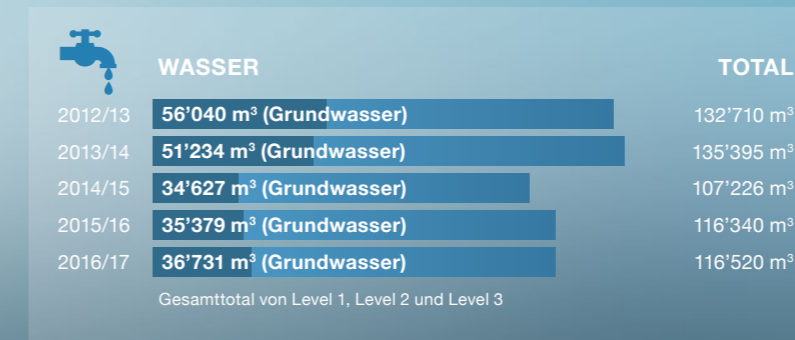 WASSER TOTAL
2012/13 56’040 m³ (Grundwasser) 132’710 m³
2013/14 51’234 m³ (Grundwasser) 135’395 m³
2014/15 34’627 m³ (Grundwasser) 107’226 m³
2015/16 35’379 m³ (Grundwasser) 116’340 m³
2016/17 36’731 m³ (Grundwasser) 116’520 m³
Gesamttotal von Level 1, Level 2 und Level 3